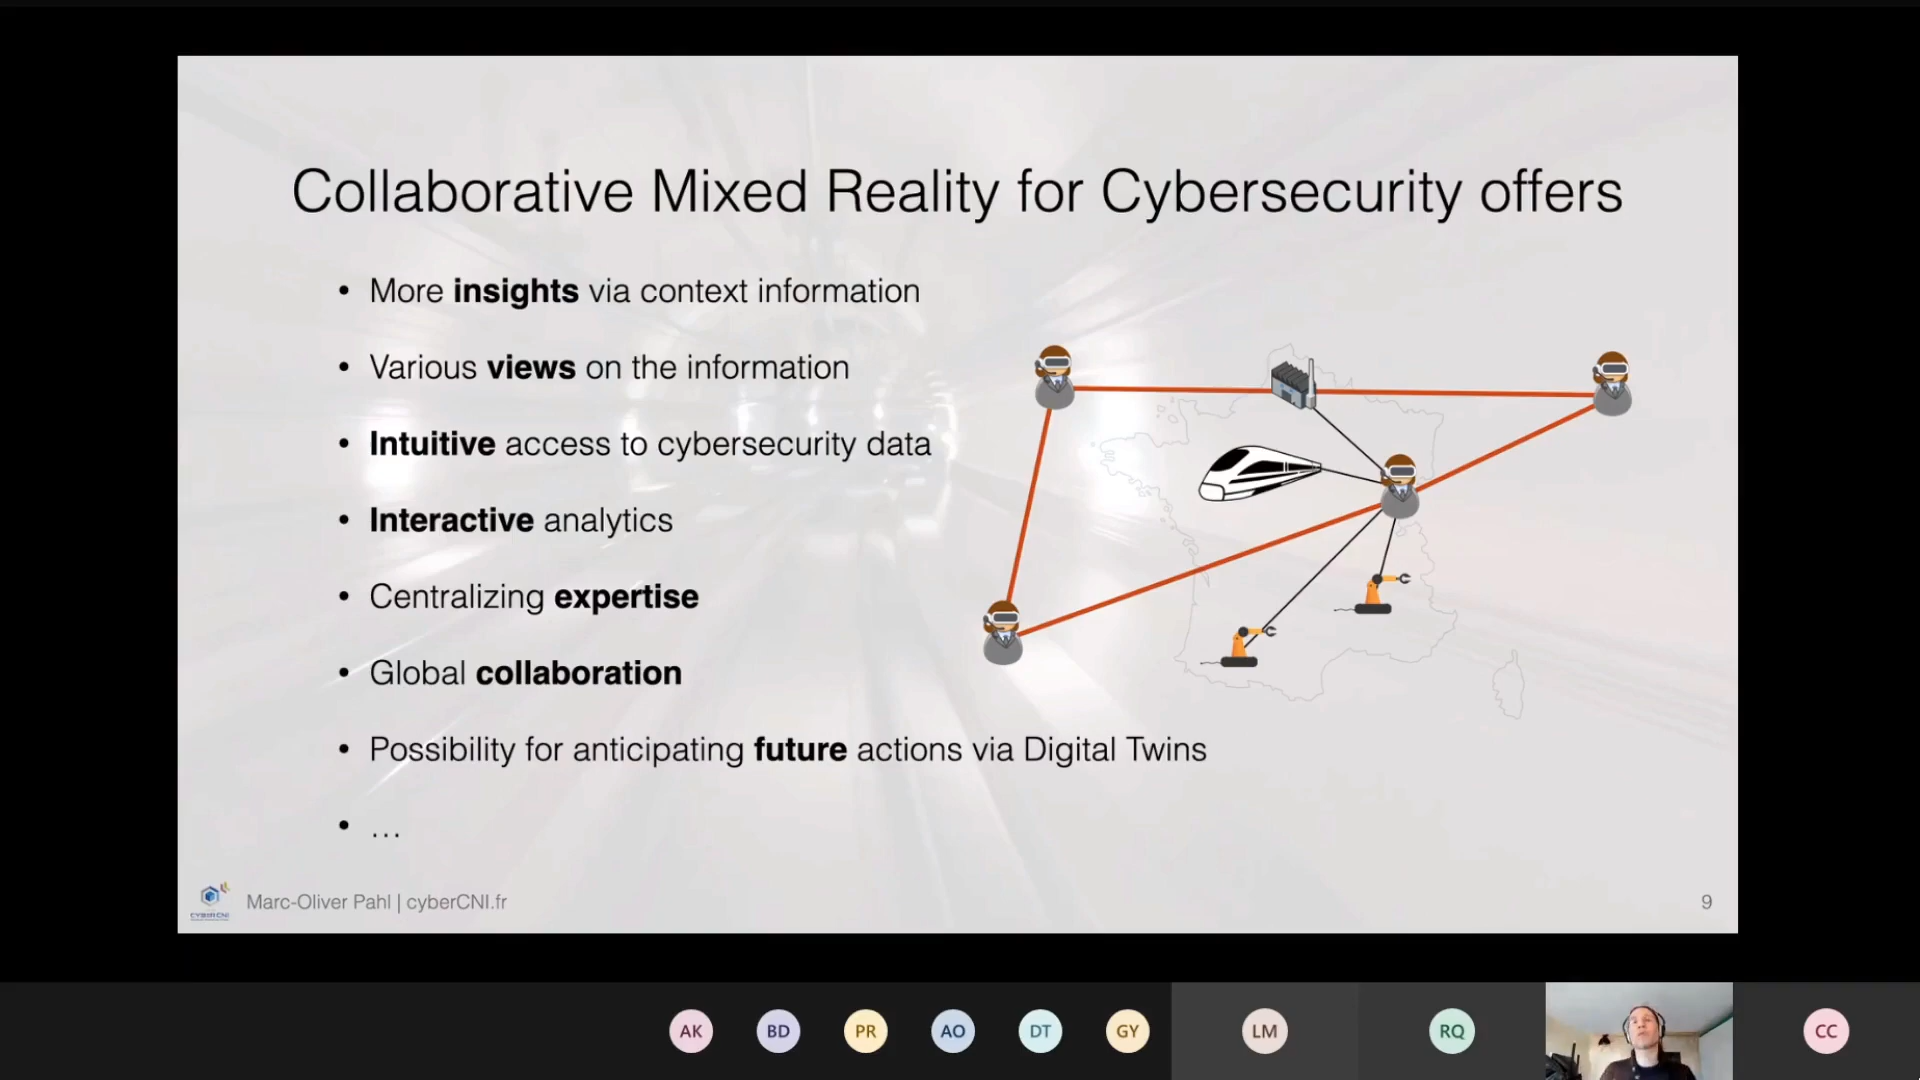 Collaborative Mixed Reality for Cybersecurity offers
• More insights via context information
• Various views on the information
• Intuitive access to cybersecurity data
• Interactive analytics
• Centralizing expertise
• Global collaboration
• Possibility for anticipating future actions via Digital Twins
• …
CYBERCNI
Marc-Oliver Pahl | cyberCNI.fr
9
AK
BD
PR
AO
DT
GY
LM
RQ
CC